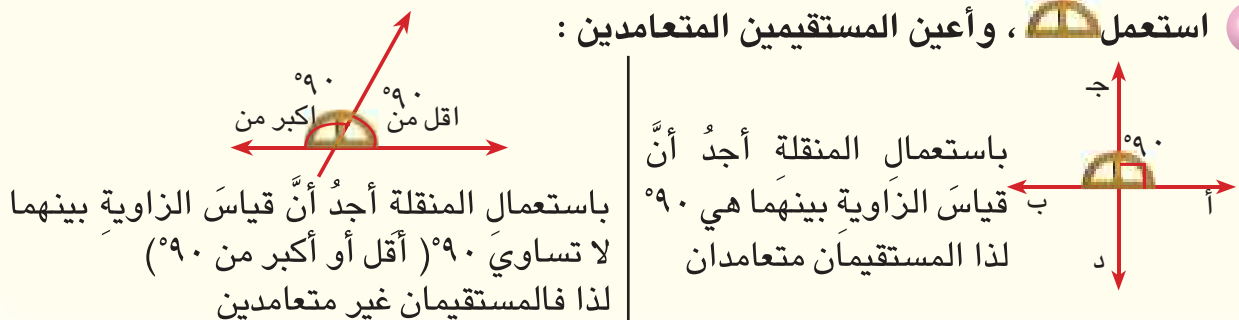 استعمل ، وأعين المستقيمين المتعامدين :
جـ
٩٠°
أ
ب
د
باستعمالِ المنقلةِ أجدُ أنَّ
قياسَ الزاويةِ بينهما هي ٩٠°
لذا المستقيمان متعامدان
٩٠°
اكبر من
٩٠°
اقل من
باستعمالِ المنقلةِ أجدُ أنَّ قياسَ الزاويةِ بينهما
لا تساوي ٩٠°( أقل أو أكبر من ٩٠°)
لذا فالمستقيمان غير متعامدين